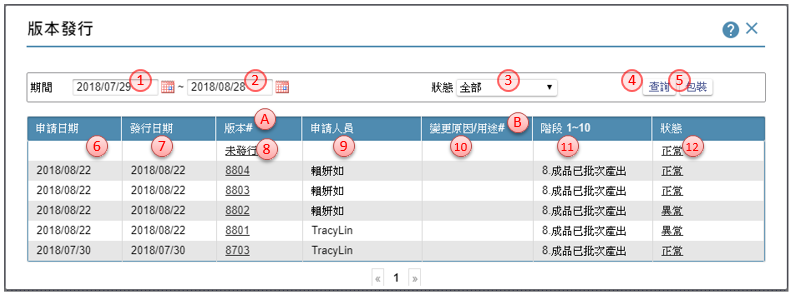 版本發行
?
期間 2018/07/29 1 ~ 2018/08/28 2 狀態 全部 3 4 查詢 5 包裝
申請日期 發行日期 版本# A 申請人員 變更原因/用途# B 階段 1~10 狀態
6 7 未發行 8 9 10 11 正常 12
2018/08/22 2018/08/22 8804 賴妍如 8.成品已批次產出 正常
2018/08/22 2018/08/22 8803 賴妍如 8.成品已批次產出 正常
2018/08/22 2018/08/22 8802 賴妍如 8.成品已批次產出 異常
2018/08/22 2018/08/22 8801 TracyLin 8.成品已批次產出 異常
2018/07/30 2018/07/30 8703 TracyLin 8.成品已批次產出 正常
« 1 »